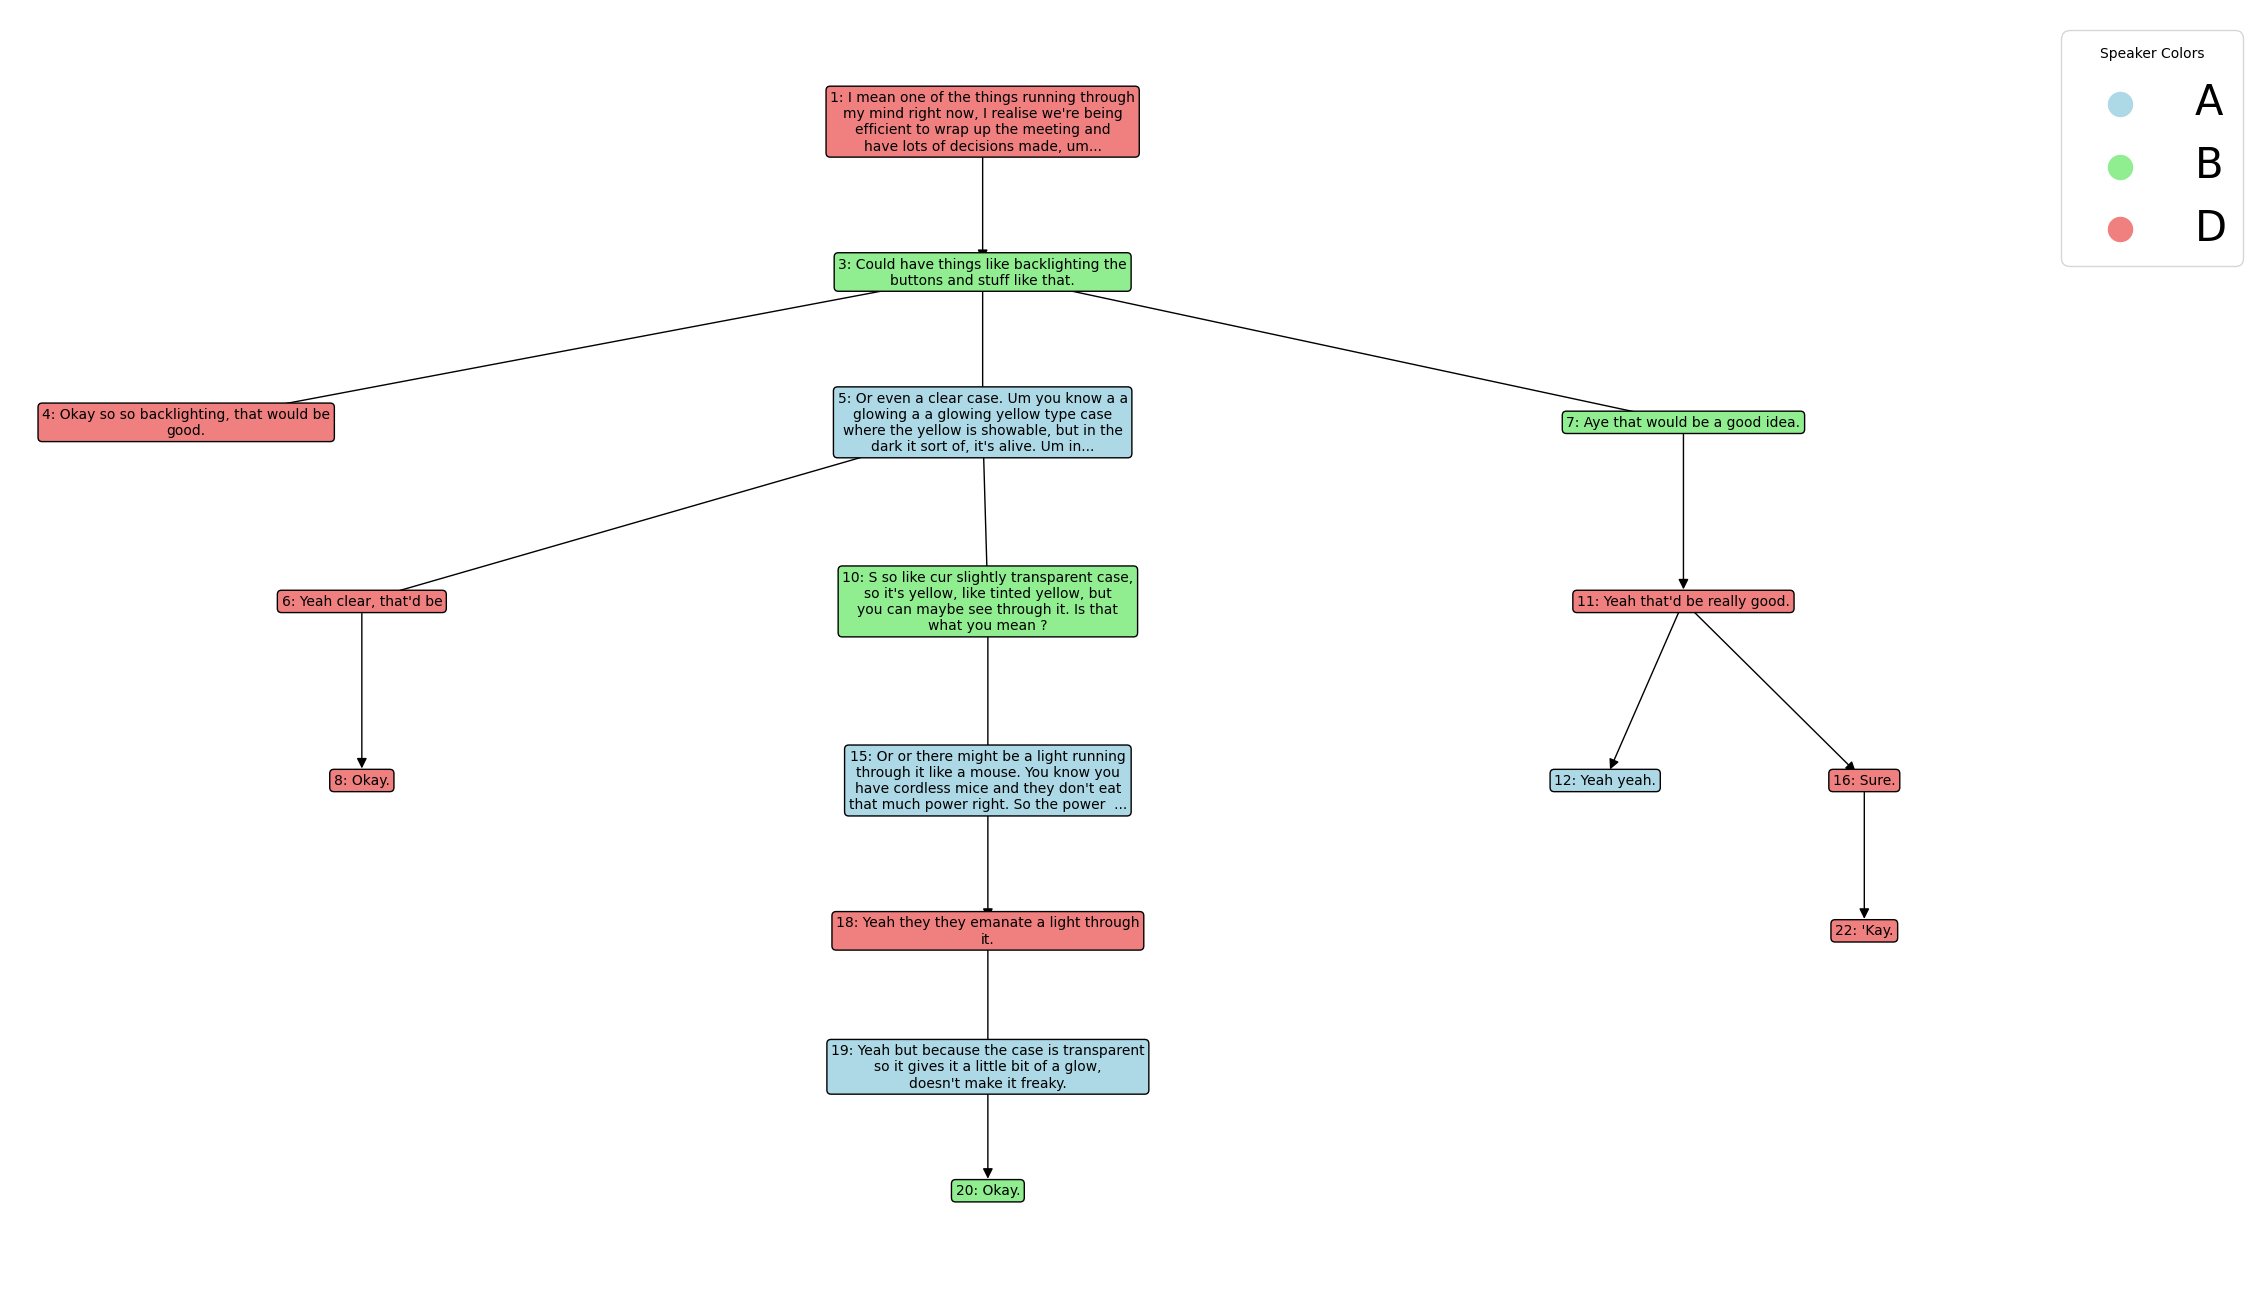 Speaker Colors
A
B
D
1: I mean one of the things running through
my mind right now, I realise we're being
efficient to wrap up the meeting and
have lots of decisions made, um...
3: Could have things like backlighting the
buttons and stuff like that.
4: Okay so so backlighting, that would be
good.
5: Or even a clear case. Um you know a a
glowing a a glowing yellow type case
where the yellow is showable, but in the
dark it sort of, it's alive. Um in...
7: Aye that would be a good idea.
6: Yeah clear, that'd be
10: S so like cur slightly transparent case,
so it's yellow, like tinted yellow, but
you can maybe see through it. Is that
what you mean ?
11: Yeah that'd be really good.
8: Okay.
15: Or or there might be a light running
through it like a mouse. You know you
have cordless mice and they don't eat
that much power right. So the power  ...
12: Yeah yeah.
16: Sure.
18: Yeah they they emanate a light through
it.
22: 'Kay.
19: Yeah but because the case is transparent
so it gives it a little bit of a glow,
doesn't make it freaky.
20: Okay.